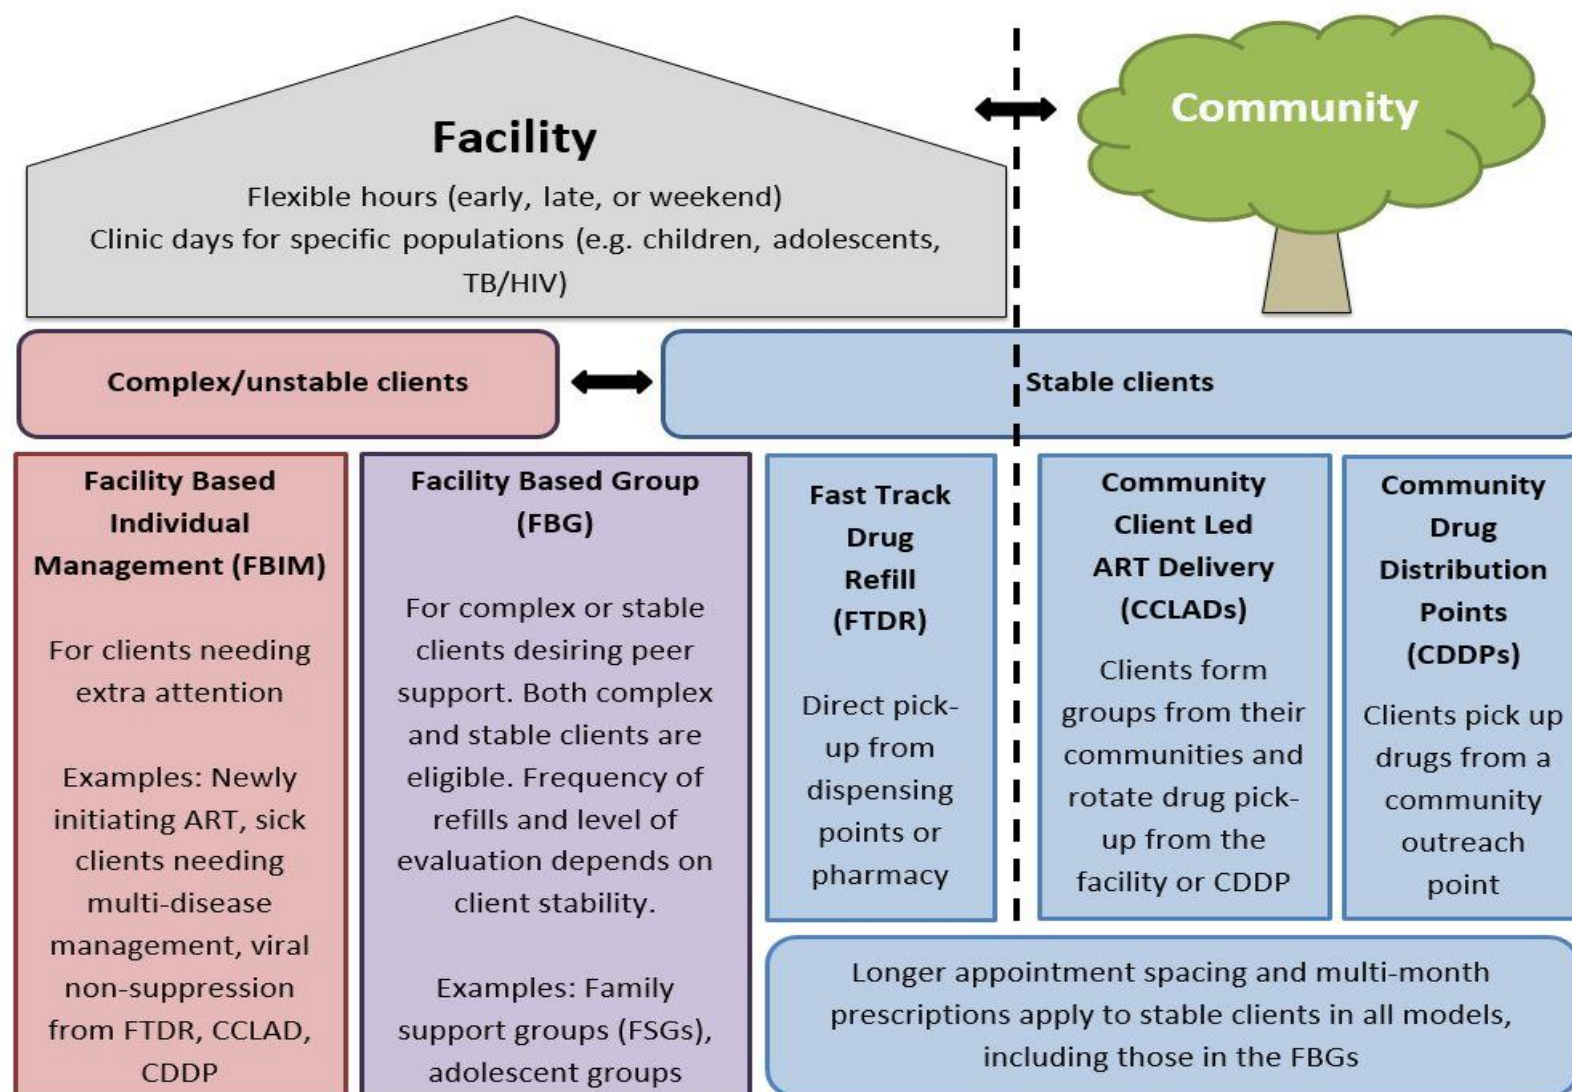 Facility
Flexible hours (early, late, or weekend)
Clinic days for specific populations (e.g. children, adolescents,
TB/HIV)
Community
Complex/unstable clients
Stable clients
Facility Based
Individual
Management (FBIM)
For clients needing
extra attention
Examples: Newly
initiating ART, sick
clients needing
multi-disease
management, viral
non-suppression
from FTDR, CCLAD,
CDDP
Facility Based Group
(FBG)
For complex or stable
clients desiring peer
support. Both complex
and stable clients are
eligible. Frequency of
refills and level of
evaluation depends on
client stability.
Examples: Family
support groups (FSGs),
adolescent groups
Fast Track
Drug
Refill
(FTDR)
Direct pick-
up from
dispensing
points or
pharmacy
Community
Client Led
ART Delivery
(CCLADs)
Clients form
groups from their
communities and
rotate drug pick-
up from the
facility or CDDP
Community
Drug
Distribution
Points
(CDDPs)
Clients pick up
drugs from a
community
outreach
point
Longer appointment spacing and multi-month
prescriptions apply to stable clients in all models,
including those in the FBGs